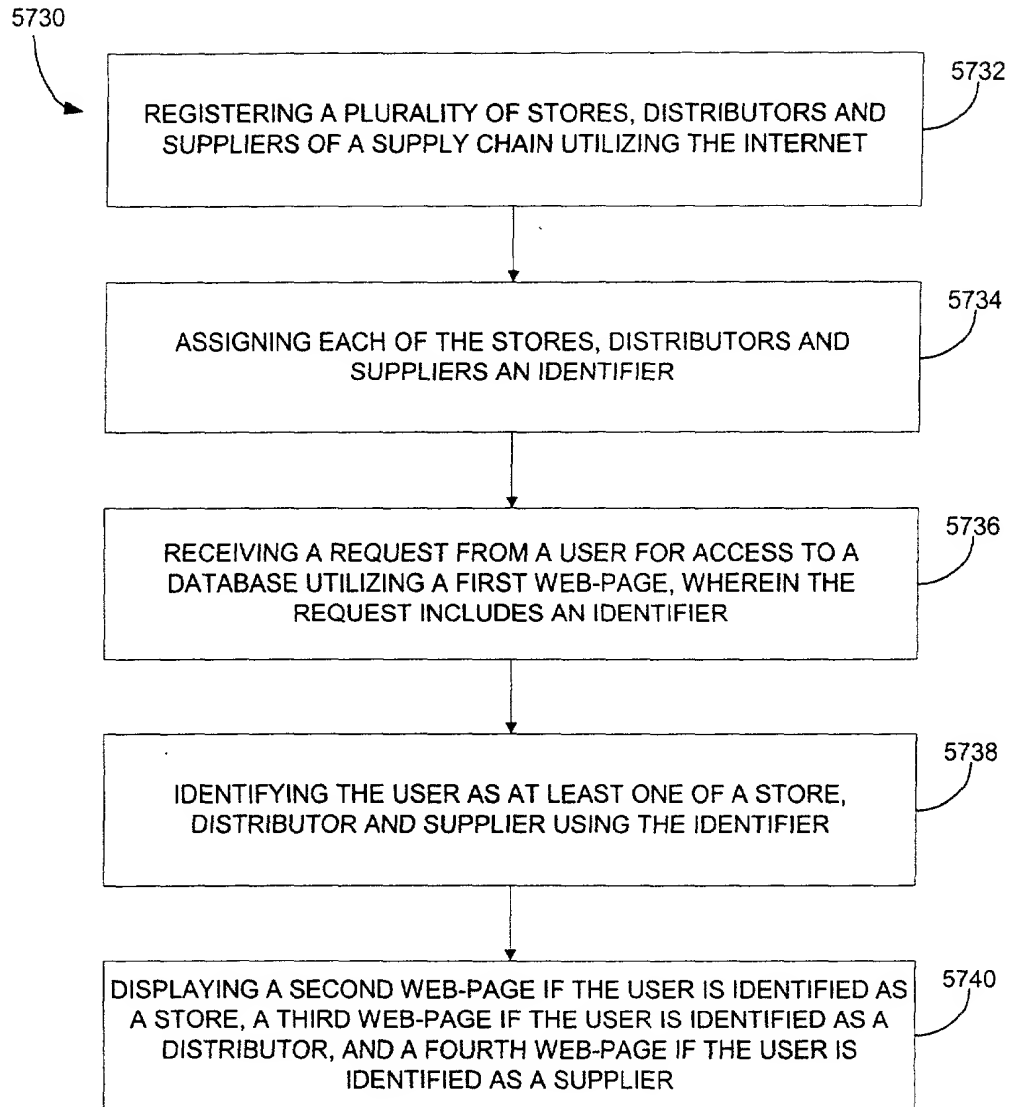 5730
5732
REGISTERING A PLURALITY OF STORES, DISTRIBUTORS AND
SUPPLIERS OF A SUPPLY CHAIN UTILIZING THE INTERNET
5734
ASSIGNING EACH OF THE STORES, DISTRIBUTORS AND
SUPPLIERS AN IDENTIFIER
5736
RECEIVING A REQUEST FROM A USER FOR ACCESS TO A
DATABASE UTILIZING A FIRST WEB-PAGE, WHEREIN THE
REQUEST INCLUDES AN IDENTIFIER
5738
IDENTIFYING THE USER AS AT LEAST ONE OF A STORE,
DISTRIBUTOR AND SUPPLIER USING THE IDENTIFIER
5740
DISPLAYING A SECOND WEB-PAGE IF THE USER IS IDENTIFIED AS
A STORE, A THIRD WEB-PAGE IF THE USER IS IDENTIFIED AS A
DISTRIBUTOR, AND A FOURTH WEB-PAGE IF THE USER IS
IDENTIFIED AS A SUPPLIER